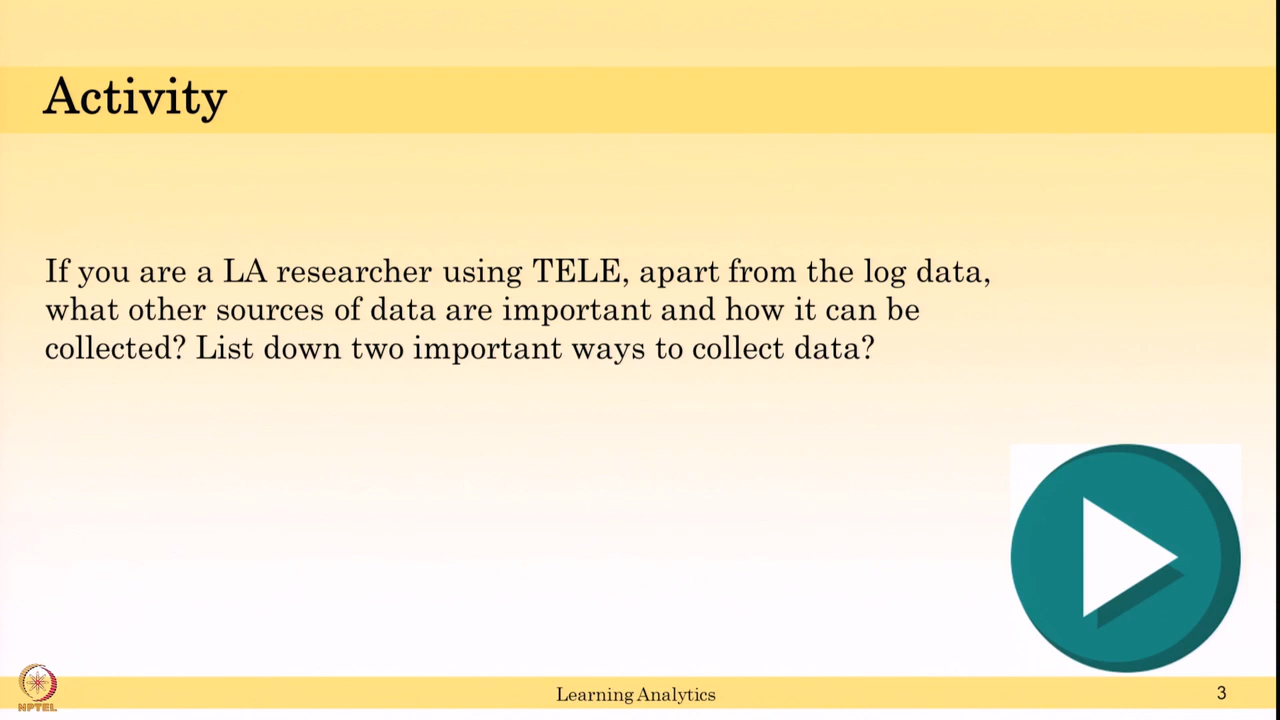 Activity
If you are a LA researcher using TELE, apart from the log data,
what other sources of data are important and how it can be
collected? List down two important ways to collect data?
NPTEL
Learning Analytics
3